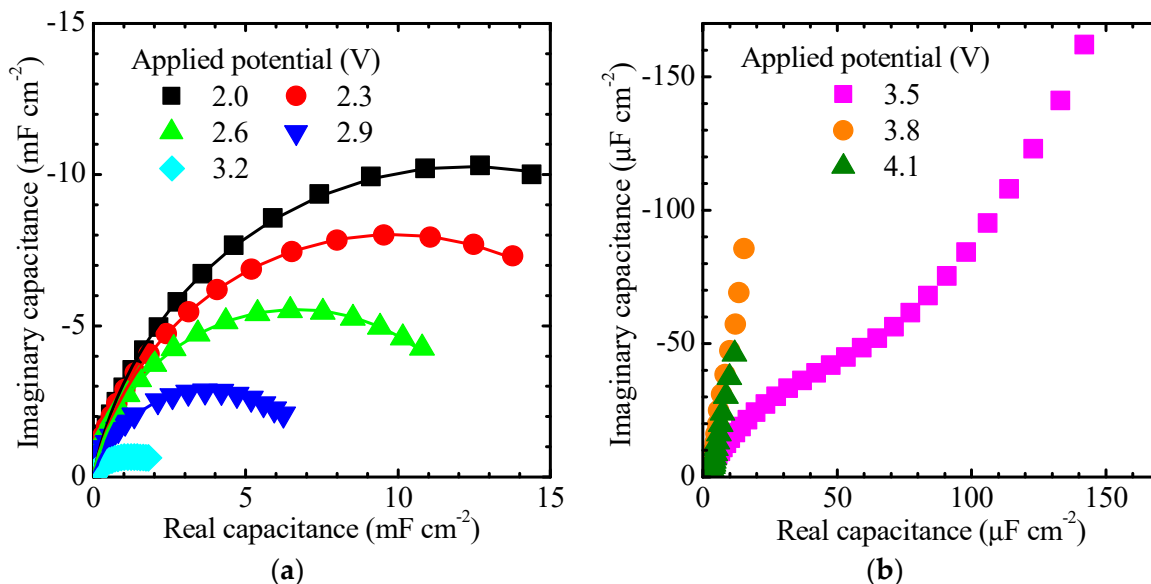 -15
-10
-5
0
0 5 10 15
Imaginary capacitance (mF cm-2)
Real capacitance (mF cm-2)
Applied potential (V)
2.0 2.3
2.6 2.9
3.2
(a)
-150
-100
-50
0
0 50 100 150
Imaginary capacitance (μF cm-2)
Real capacitance (μF cm-2)
Applied potential (V)
3.5
3.8
4.1
(b)